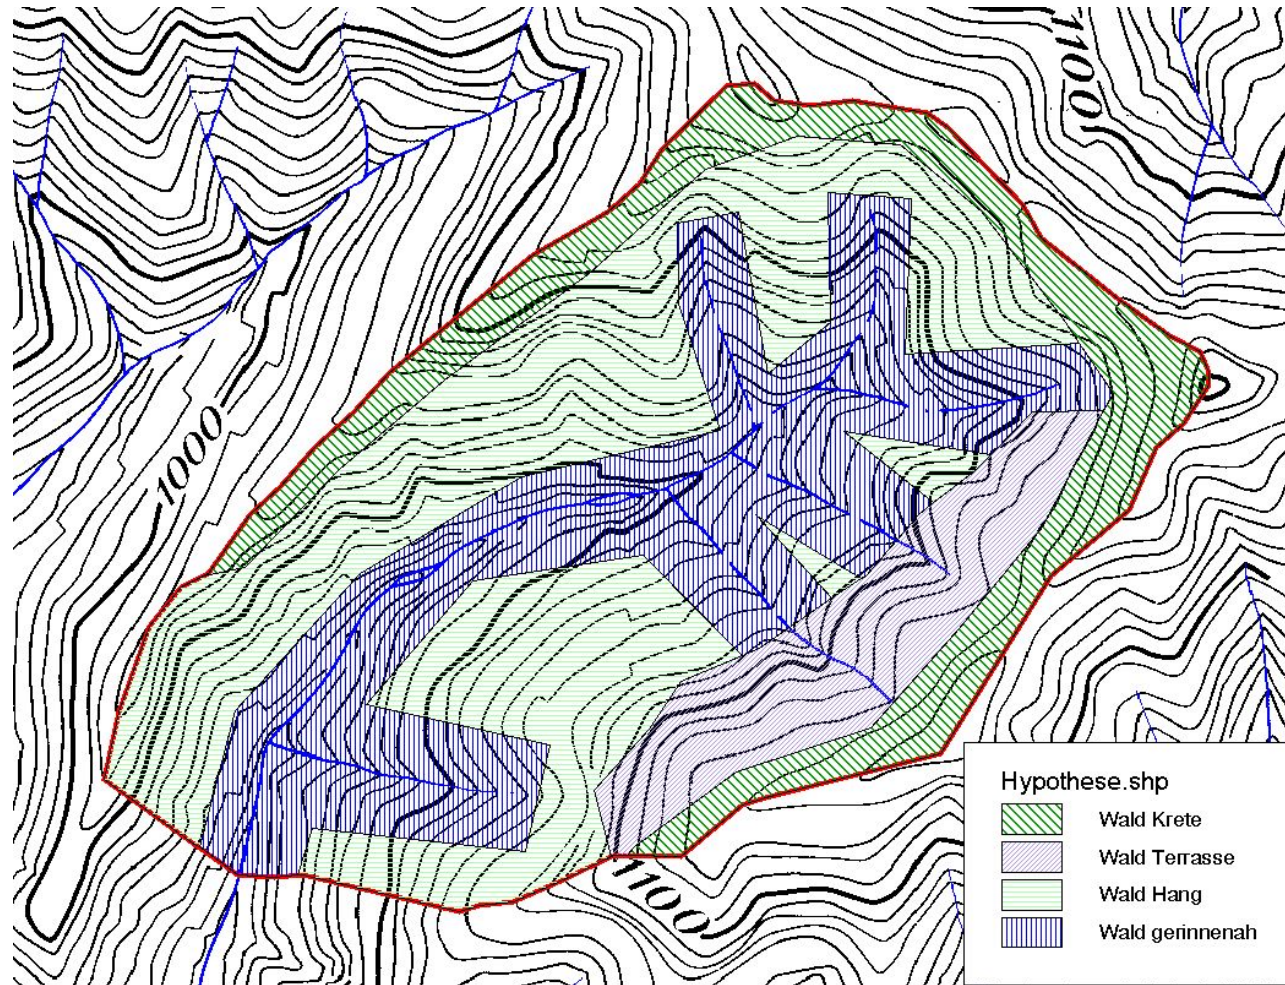 1100
1000
1100
Hypothese.shp
Wald Krete
Wald Terrasse
Wald Hang
Wald gerinnenah